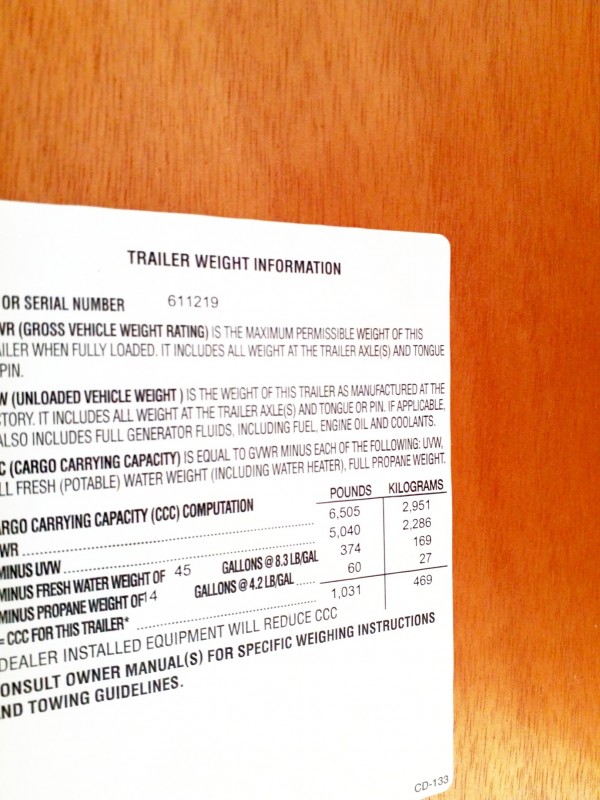 TRAILER WEIGHT INFORMATION
OR SERIAL NUMBER 611219
VR (GROSS VEHICLE WEIGHT RATING) IS THE MAXIMUM PERMISSIBLE WEIGHT OF THIS
AILER WHEN FULLY LOADED. IT INCLUDES ALL WEIGHT AT THE TRAILER AXLE(S) AND TONGUE
PIN.
W (UNLOADED VEHICLE WEIGHT ) IS THE WEIGHT OF THIS TRAILER AS MANUFACTURED AT THE
CTORY. IT INCLUDES ALL WEIGHT AT THE TRAILER AXLE(S) AND TONGUE OR PIN. IF APPLICABLE,
ALSO INCLUDES FULL GENERATOR FLUIDS, INCLUDING FUEL, ENGINE OIL AND COOLANTS.
C (CARGO CARRYING CAPACITY) IS EQUAL TO GVWR MINUS EACH OF THE FOLLOWING: UVW,
LL FRESH (POTABLE) WATER WEIGHT (INCLUDING WATER HEATER), FULL PROPANE WEIGHT.
ARGO CARRYING CAPACITY (CCC) COMPUTATION POUNDS KILOGRAMS
WR ........ 6,505 2,951
MINUS UVW ........ 5,040 2,286
MINUS FRESH WATER WEIGHT OF 45 GALLONS @ 8.3 LB/GAL 374 169
MINUS PROPANE WEIGHT OF 14 GALLONS @ 4.2 LB/GAL ...... 60 27
= CCC FOR THIS TRAILER* ........ 1,031 469
DEALER INSTALLED EQUIPMENT WILL REDUCE CCC
ONSULT OWNER MANUAL(S) FOR SPECIFIC WEIGHING INSTRUCTIONS
ND TOWING GUIDELINES.
CD-133